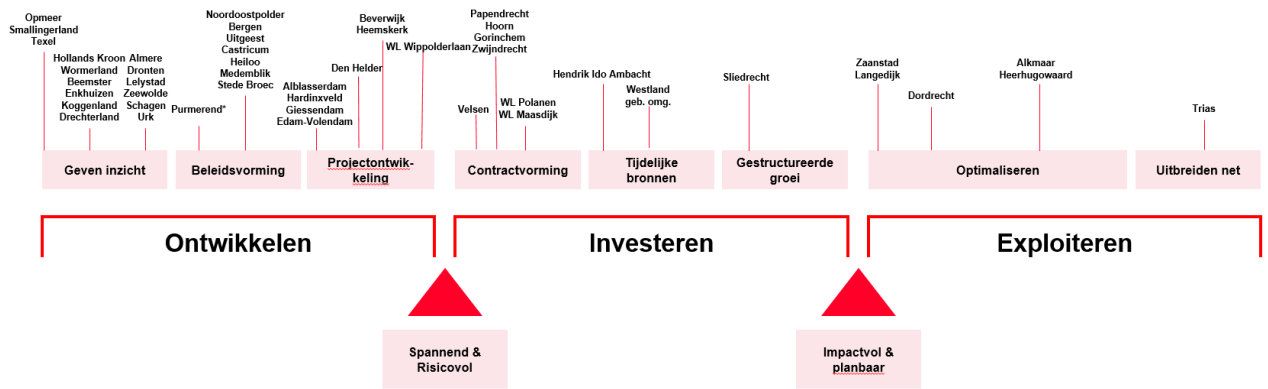 Opmeer
Smallingerland
Texel
Hollands Kroon
Wormerland
Beemster
Enkhuizen
Koggenland
Drechterland
Almere
Dronten
Lelystad
Zeewolde
Schagen
Urk
Purmerend*
Noordoostpolder
Bergen
Uitgeest
Castricum
Heiloo
Medemblik
Stede Broec
Alblasserdam
Hardinxveld
Giessendam
Edam-Volendam
Den Helder
Beverwijk
Heemskerk
WL Wippolderlaan
Velsen
Papendrecht
Hoorn
Gorinchem
Zwijndrecht
WL Polanen
WL Maasdijk
Hendrik Ido Ambacht
Westland
geb. omg.
Sliedrecht
Zaanstad
Langedijk
Dordrecht
Alkmaar
Heerhugowaard
Trias
Geven inzicht
Beleidsvorming
Projectontwik-
keling
Contractvorming
Tijdelijke
bronnen
Gestructureerde
groei
Optimaliseren
Uitbreiden net
Ontwikkelen
Investeren
Exploiteren
Spannend &
Risicovol
Impactvol &
planbaar